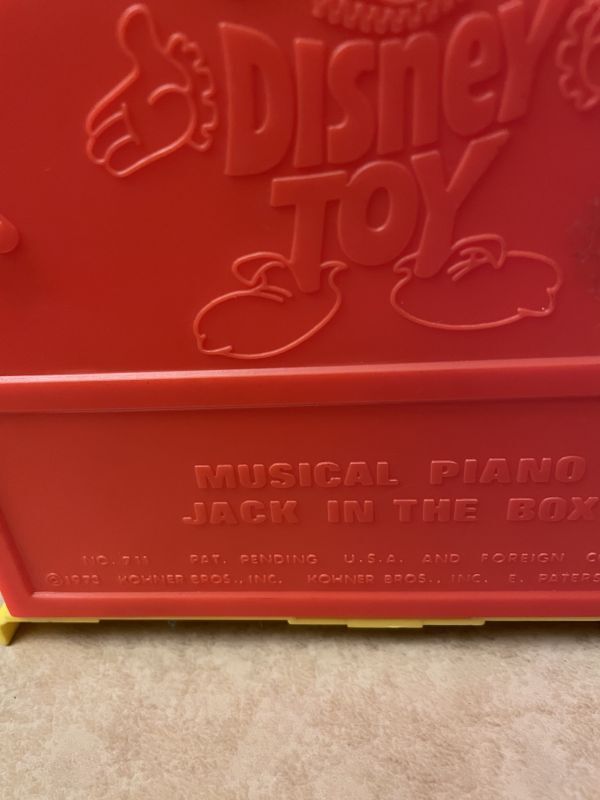 DISNEY
TOY
MUSICAL PIANO
JACK IN THE BOX
NO. 711 PAT. PENDING U.S.A. AND FOREIGN
KOHNER BROS., INC. KOHNER BROS., INC. E.